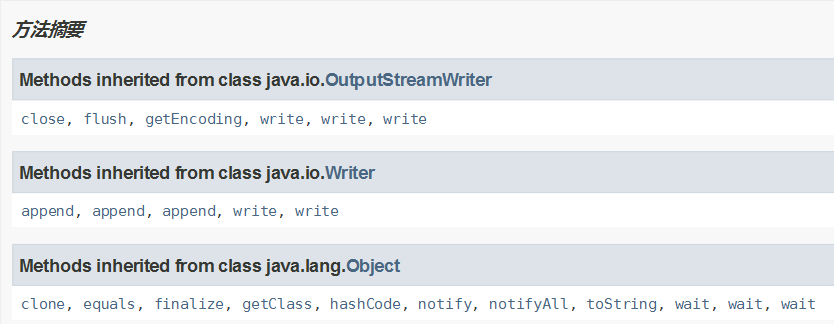 方法摘要
Methods inherited from class java.io.OutputStreamWriter
close, flush, getEncoding, write, write, write
Methods inherited from class java.io.Writer
append, append, append, write, write
Methods inherited from class java.lang.Object
clone, equals, finalize, getClass, hashCode, notify, notifyAll, toString, wait, wait, wait